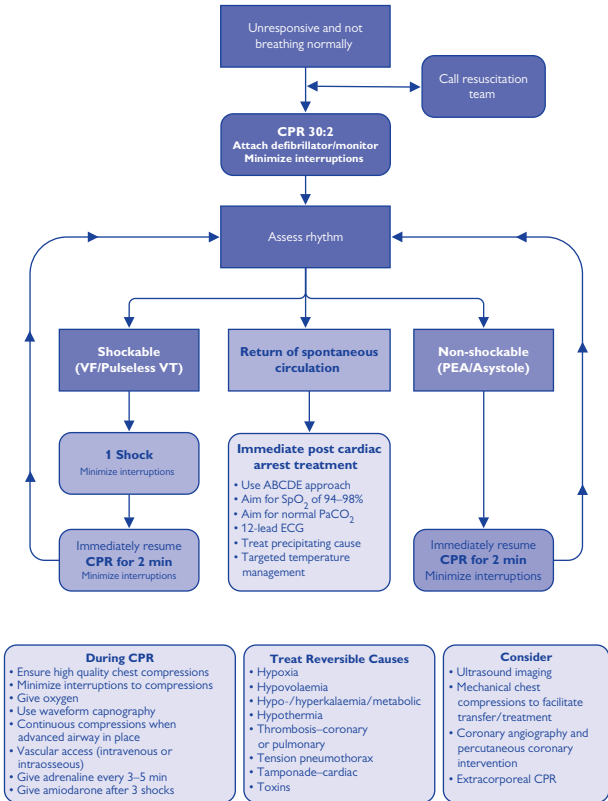 Unresponsive and not
breathing normally
Call resuscitation
team
CPR 30:2
Attach defibrillator/monitor
Minimize interruptions
Assess rhythm
Shockable
(VF/Pulseless VT)
Return of spontaneous
circulation
Non-shockable
(PEA/Asystole)
1 Shock
Minimize interruptions
Immediate post cardiac
arrest treatment
• Use ABCDE approach
• Aim for SpO2 of 94–98%
• Aim for normal PaCO2
• 12-lead ECG
• Treat precipitating cause
• Targeted temperature
management
Immediately resume
CPR for 2 min
Minimize interruptions
Immediately resume
CPR for 2 min
Minimize interruptions
During CPR
• Ensure high quality chest compressions
• Minimize interruptions to compressions
• Give oxygen
• Use waveform capnography
• Continuous compressions when
advanced airway in place
• Vascular access (intravenous or
intraosseous)
• Give adrenaline every 3–5 min
• Give amiodarone after 3 shocks
Treat Reversible Causes
• Hypoxia
• Hypovolaemia
• Hypo-/hyperkalaemia/metabolic
• Hypothermia
• Thrombosis–coronary
or pulmonary
• Tension pneumothorax
• Tamponade–cardiac
• Toxins
Consider
• Ultrasound imaging
• Mechanical chest
compressions to facilitate
transfer/treatment
• Coronary angiography and
percutaneous coronary
intervention
• Extracorporeal CPR